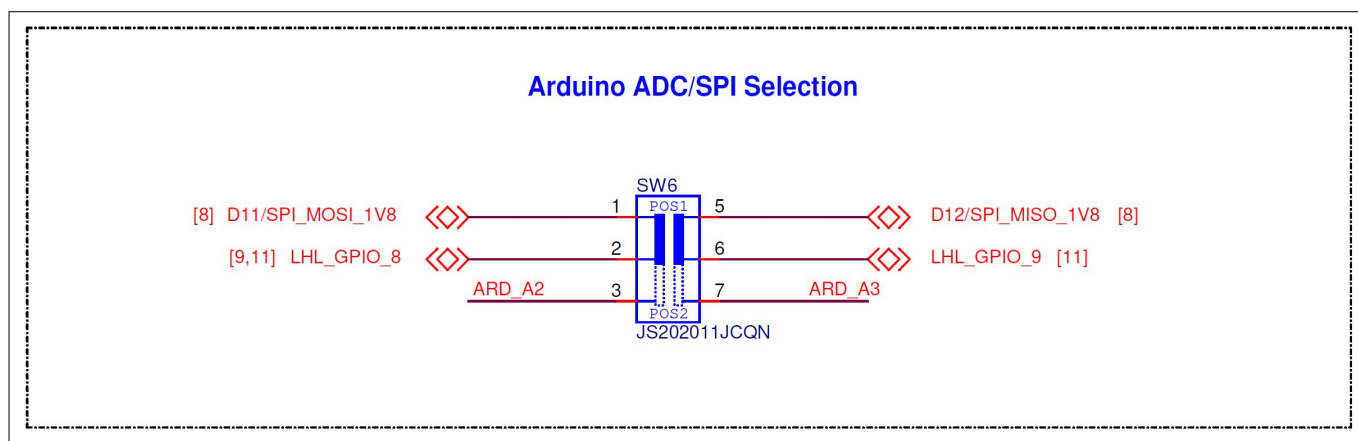 Arduino ADC/SPI Selection
SW6
[8] D11/SPI_MOSI_1V8 1 POS1 5 D12/SPI_MISO_1V8 [8]
[9,11] LHL_GPIO_8 2 6 LHL_GPIO_9 [11]
ARD_A2 3 7 ARD_A3
POS2
JS202011JCQN